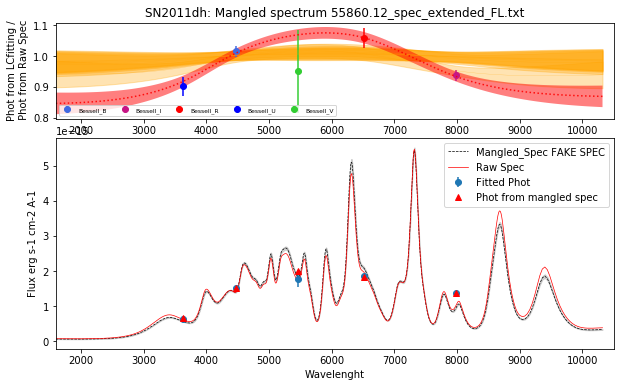 SN2011dh: Mangled spectrum 55860.12_spec_extended_FL.txt
Phot from LCfitting /
Phot from Raw Spec
1.1
1.0
0.9
0.8
Bessell_B
Bessell_I
Bessell_R
Bessell_U
Bessell_V
2000 3000 4000 5000 6000 7000 8000 9000 10000
Flux erg s-1 cm-2 A-1
5
4
3
2
1
0
Mangled_Spec FAKE SPEC
Raw Spec
Fitted Phot
Phot from mangled spec
2000 3000 4000 5000 6000 7000 8000 9000 10000
Wavelenght